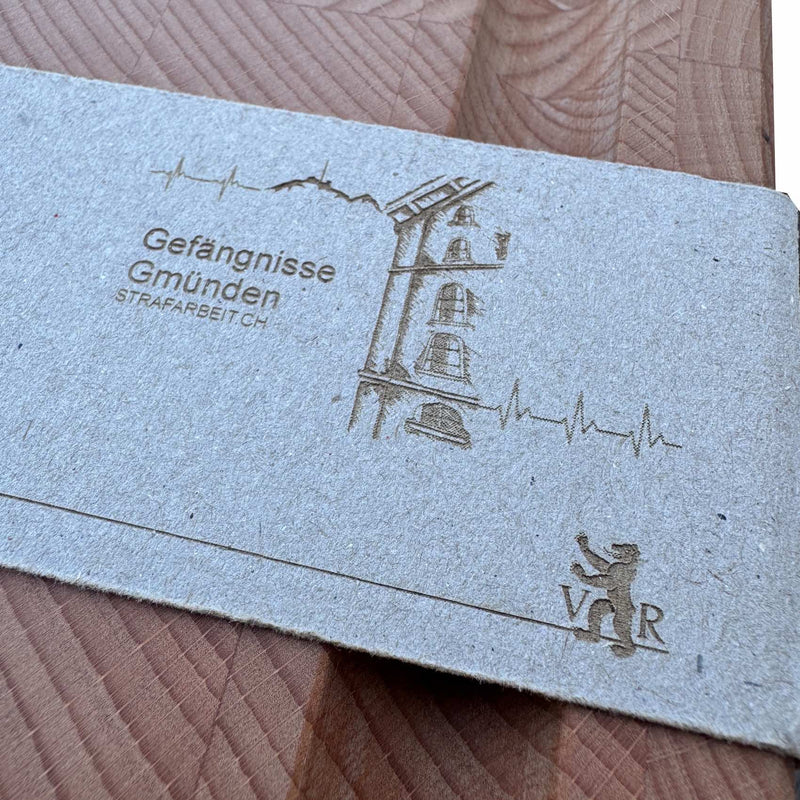 Gefängnisse
Gmünden
STRAFARBEIT.CH
V R